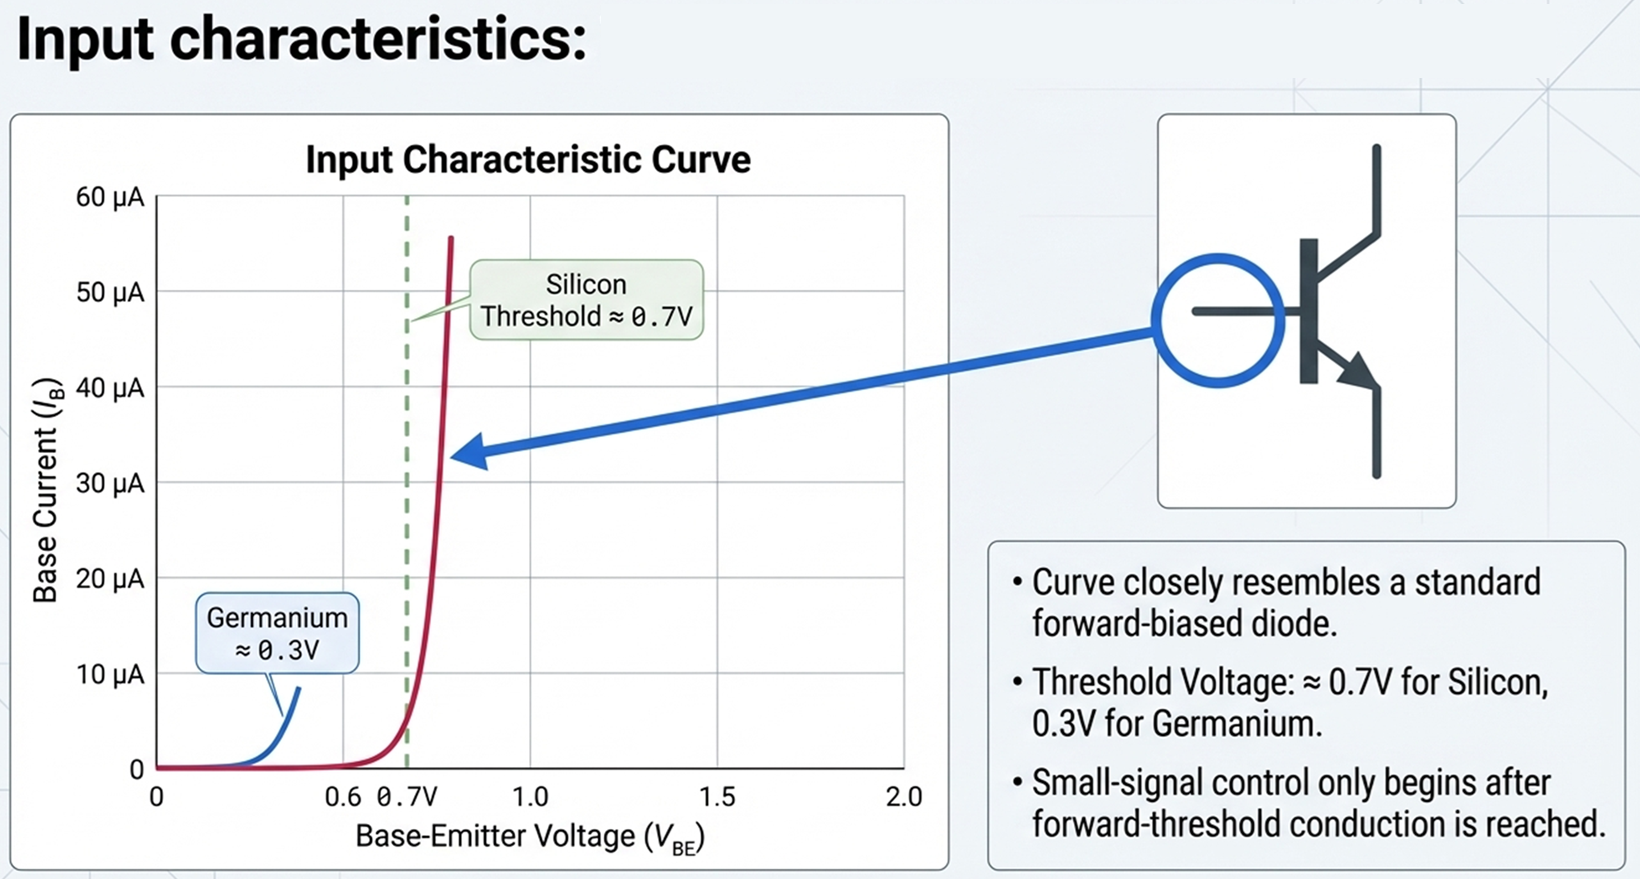 Input characteristics:
Input Characteristic Curve
60 µA
50 µA
40 µA
30 µA
20 µA
10 µA
0
Base Current (I_B)
Silicon
Threshold ≈ 0.7V
Germanium
≈ 0.3V
0 0.6 0.7V 1.0 1.5 2.0
Base-Emitter Voltage (V_BE)
• Curve closely resembles a standard
forward-biased diode.
• Threshold Voltage: ≈ 0.7V for Silicon,
0.3V for Germanium.
• Small-signal control only begins after
forward-threshold conduction is reached.